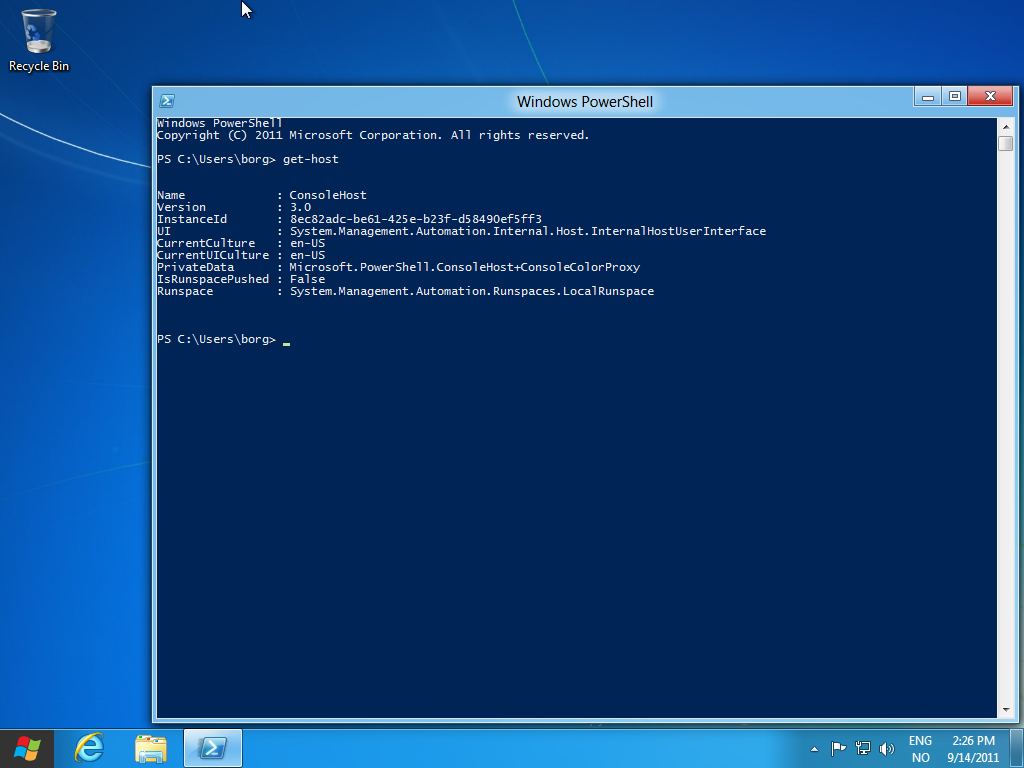 Recycle Bin
Windows PowerShell
Windows PowerShell
Copyright (C) 2011 Microsoft Corporation. All rights reserved.
PS C:\Users\borg> get-host
Name             : ConsoleHost
Version          : 3.0
InstanceId       : 8ec82adc-be61-425e-b23f-d58490ef5ff3
UI               : System.Management.Automation.Internal.Host.InternalHostUserInterface
CurrentCulture   : en-US
CurrentUICulture : en-US
PrivateData      : Microsoft.PowerShell.ConsoleHost+ConsoleColorProxy
IsRunspacePushed : False
Runspace         : System.Management.Automation.Runspaces.LocalRunspace
PS C:\Users\borg> _
ENG 2:26 PM
NO 9/14/2011